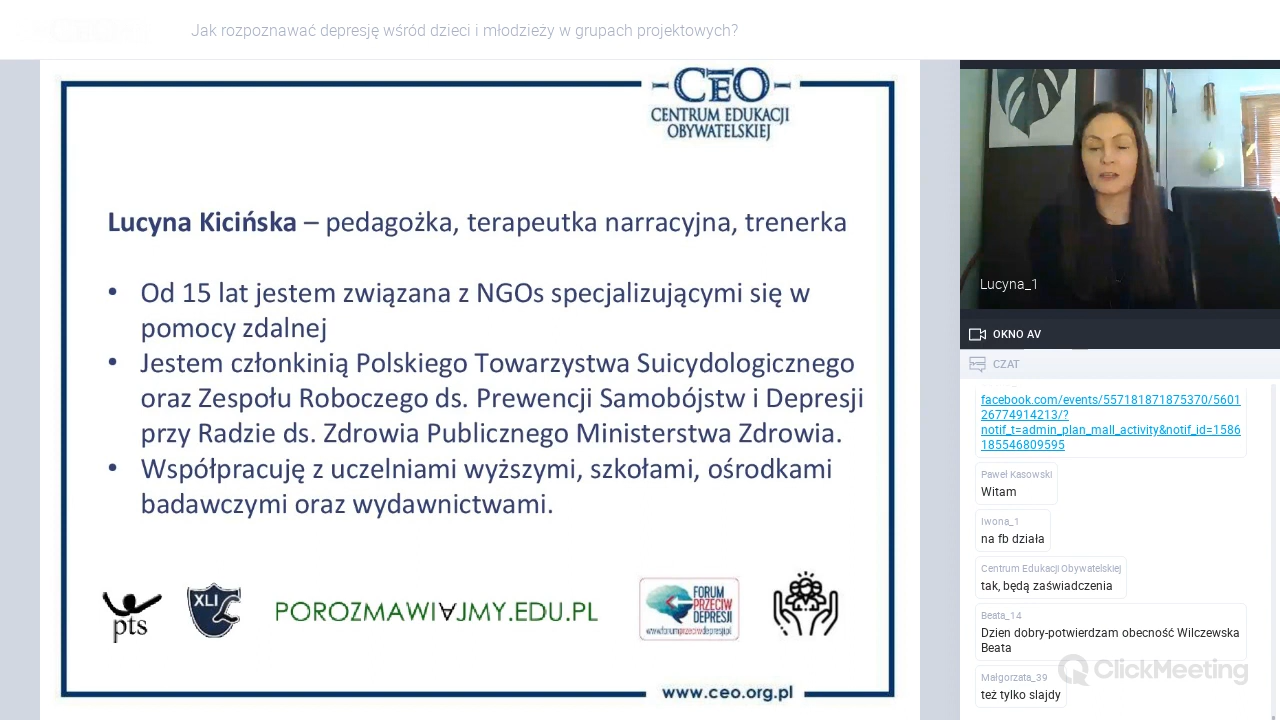 Jak rozpoznawać depresję wśród dzieci i młodzieży w grupach projektowych?
CEO
CENTRUM EDUKACJI
OBYWATELSKIEJ
Lucyna Kicińska – pedagożka, terapeutka narracyjna, trenerka
• Od 15 lat jestem związana z NGOs specjalizującymi się w
pomocy zdalnej
• Jestem członkinią Polskiego Towarzystwa Suicydologicznego
oraz Zespołu Roboczego ds. Prewencji Samobójstw i Depresji
przy Radzie ds. Zdrowia Publicznego Ministerstwa Zdrowia.
• Współpracuję z uczelniami wyższymi, szkołami, ośrodkami
badawczymi oraz wydawnictwami.
pts
XLI
POROZMAWI∀JMY.EDU.PL
FORUM
PRZECIW
DEPRESJI
www.forumprzeciwdepresji.pl
www.ceo.org.pl
Lucyna_1
OKNO AV
CZAT
facebook.com/events/557181871875370/5601
26774914213/?
notif_t=admin_plan_mall_activity&notif_id=1586
185546809595
Paweł Kasowski
Witam
Iwona_1
na fb działa
Centrum Edukacji Obywatelskiej
tak, będą zaświadczenia
Beata_14
Dzien dobry-potwierdzam obecność Wilczewska
Beata
Małgorzata_39
też tylko slajdy
ClickMeeting